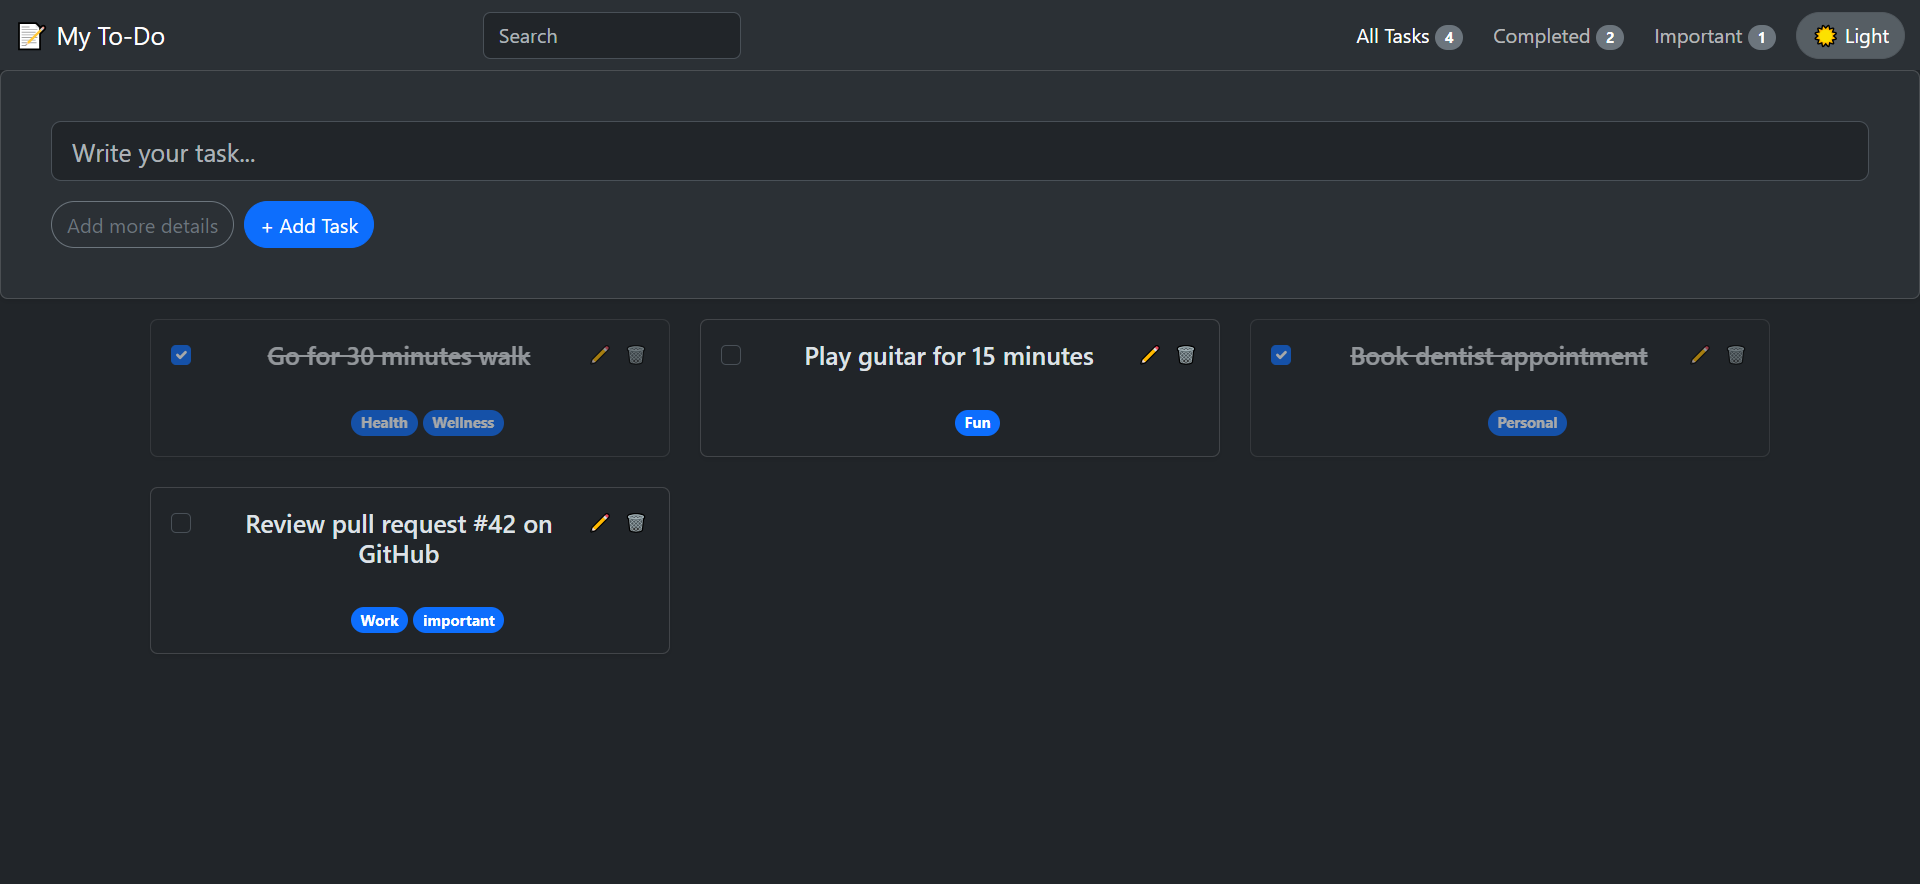 My To-Do
Search
All Tasks 4
Completed 2
Important 1
Light
Write your task...
Add more details
+ Add Task
Go for 30 minutes walk
Health Wellness
Play guitar for 15 minutes
Fun
Book dentist appointment
Personal
Review pull request #42 on
GitHub
Work important